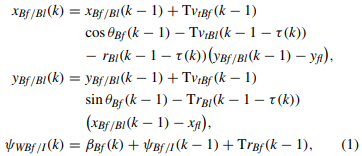 x_{Bf/Bl}(k) = x_{Bf/Bl}(k − 1) + Tv_{tBf}(k − 1)
cos θ_{Bf}(k − 1) − Tv_{tBl}(k − 1 − τ(k))
− r_{Bl}(k − 1 − τ(k))(y_{Bf/Bl}(k − 1) − y_{fl}),
y_{Bf/Bl}(k) = y_{Bf/Bl}(k − 1) + Tv_{tBf}(k − 1)
sin θ_{Bf}(k − 1) − Tr_{Bl}(k − 1 − τ(k))
(x_{Bf/Bl}(k − 1) − x_{fl}),
ψ_{WBf/I}(k) = β_{Bf}(k) + ψ_{Bf/I}(k − 1) + Tr_{Bf}(k − 1), (1)